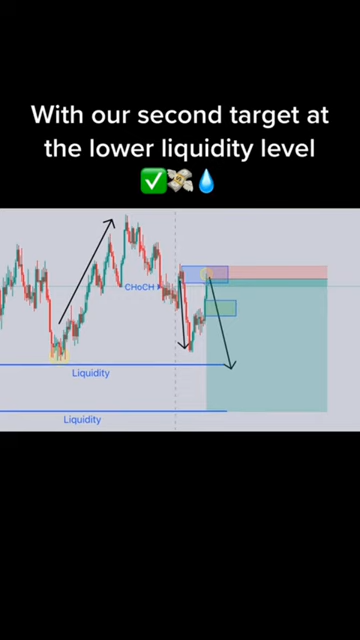 With our second target at
the lower liquidity level
✅💸💧
CHoCH
Liquidity
Liquidity